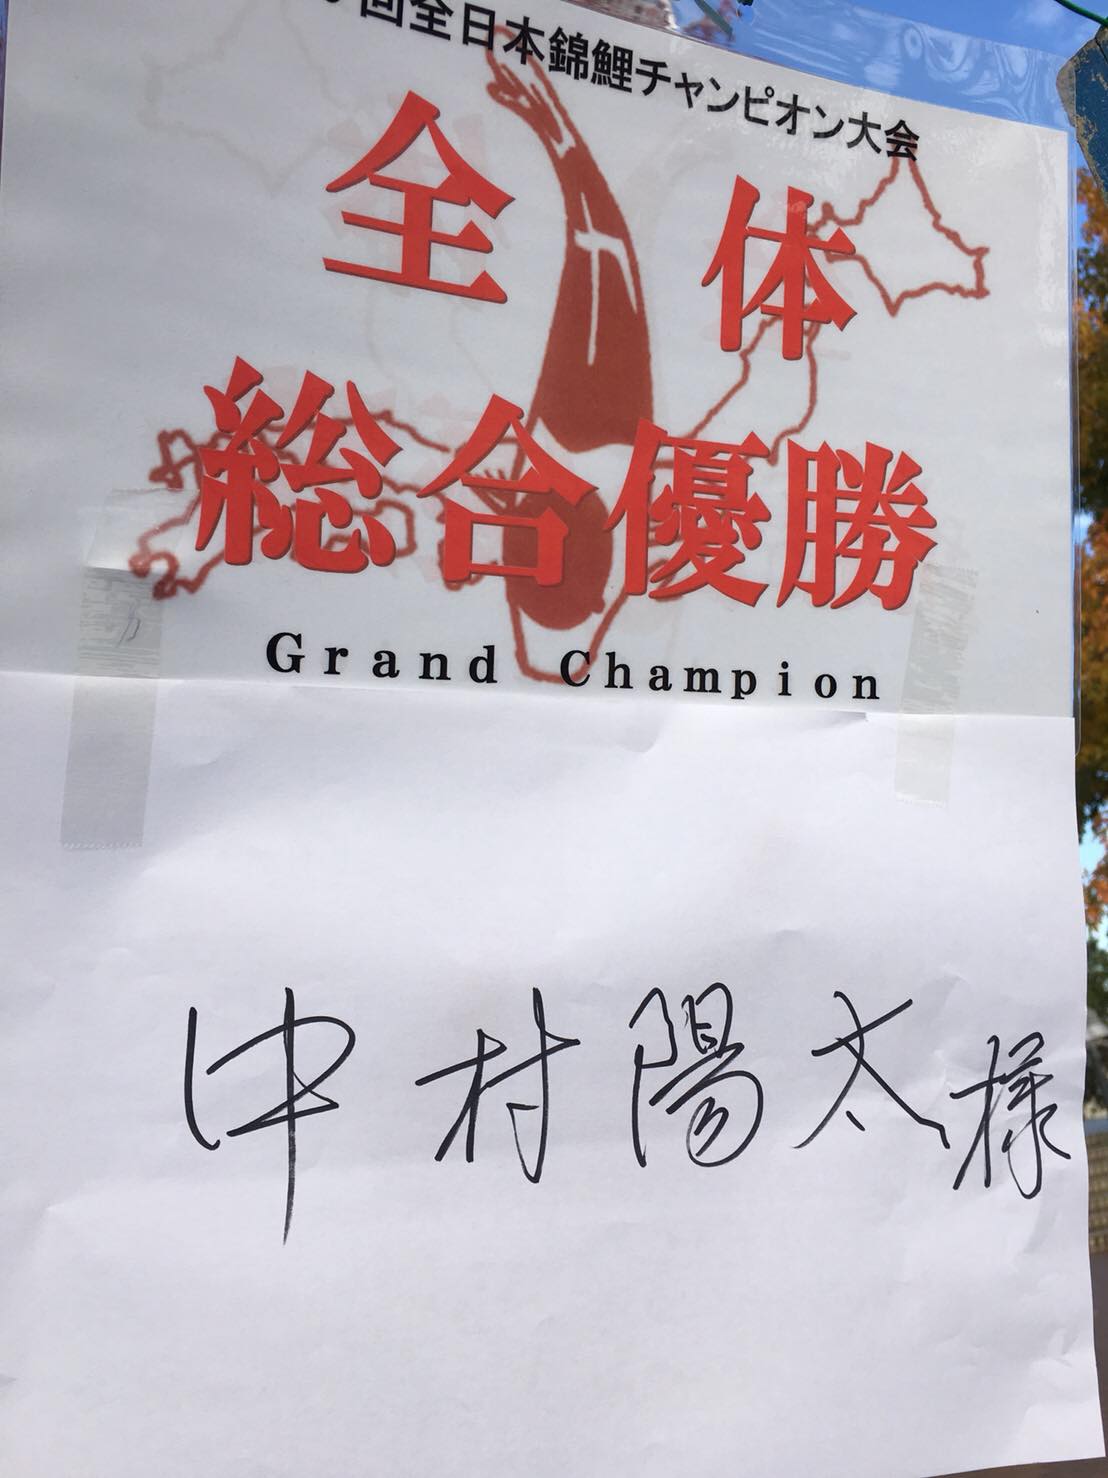 回全日本錦鯉チャンピオン大会
全体
総合優勝
Grand Champion
中村陽太様